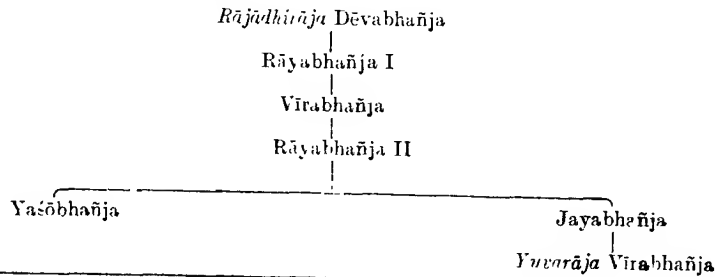 Rājādhirāja Dēvabhañja
Rāyabhañja I
Vīrabhañja
Rāyabhañja II
Yaśōbhañja Jayabhañja
Yuvarāja Vīrabhañja